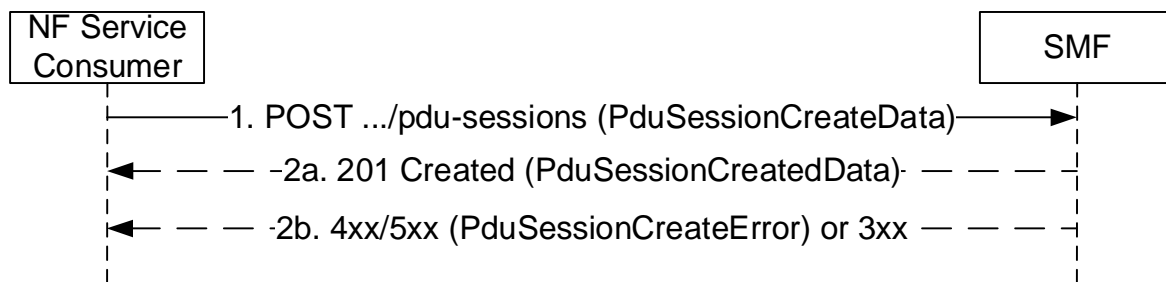 NF Service
Consumer
SMF
1. POST .../pdu-sessions (PduSessionCreateData)
2a. 201 Created (PduSessionCreatedData)
2b. 4xx/5xx (PduSessionCreateError) or 3xx